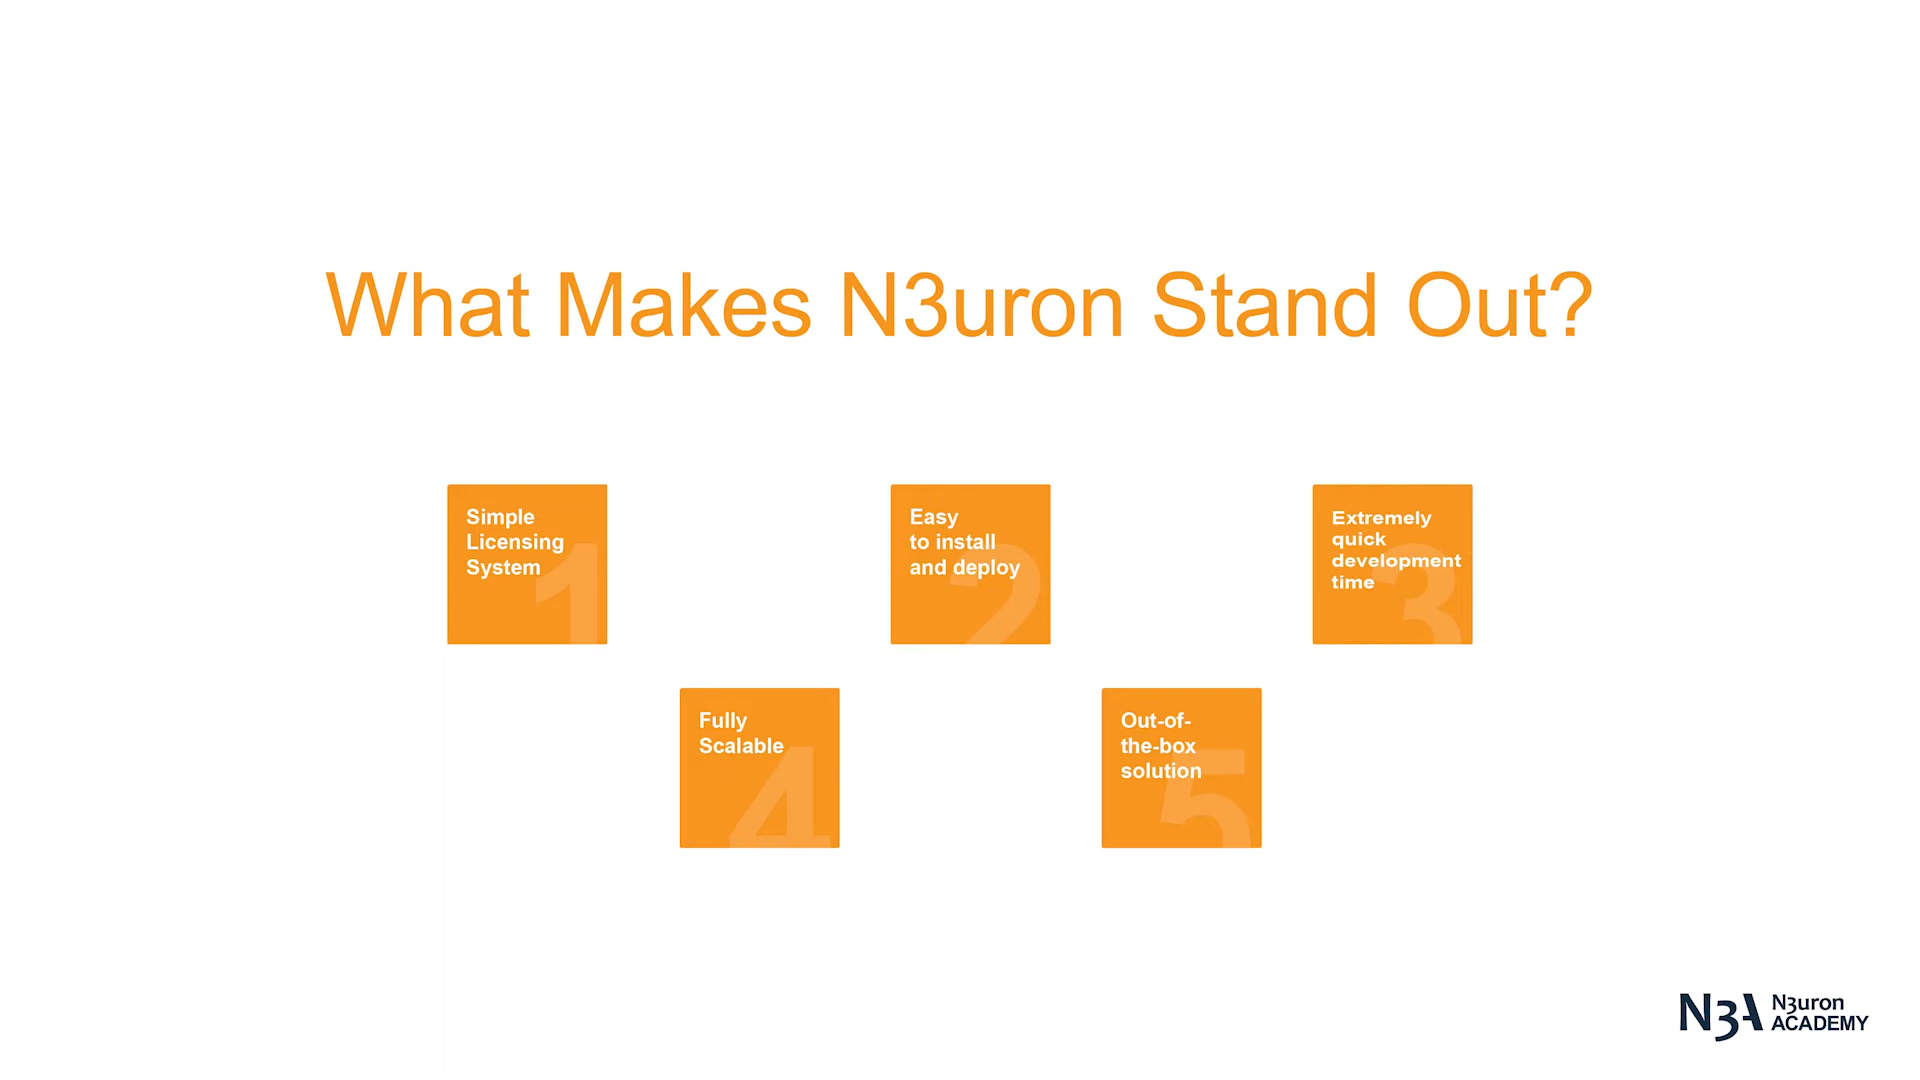 What Makes N3uron Stand Out?
Simple
Licensing
System
1
Easy
to install
and deploy
2
Extremely
quick
development
time
3
Fully
Scalable
4
Out-of-
the-box
solution
5
N3A N3uron
ACADEMY